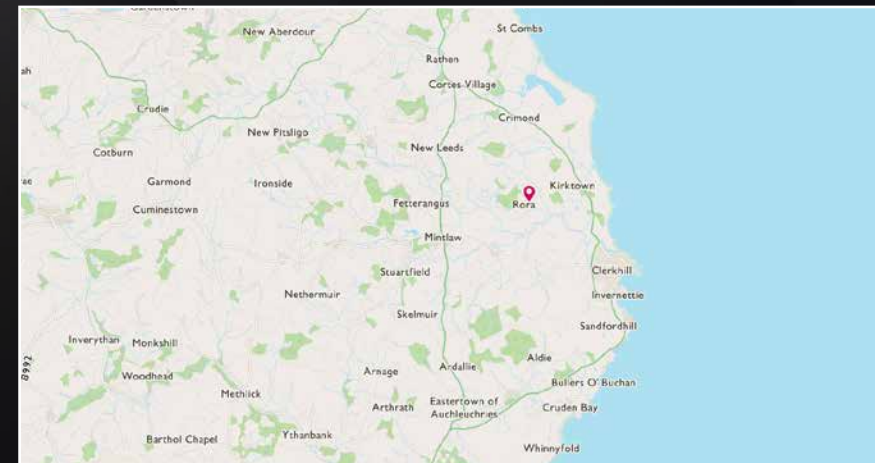 New Aberdour
St Combs
Rathen
Cortes Village
Crudie
Crimond
New Pitsligo
New Leeds
Cotburn
Garmond
Ironside
Kirktown
Cuminestown
Fetterangus
Rora
Mintlaw
Stuartfield
Clerkhill
Nethermuir
Invernettie
Skelmuir
Sandfordhill
Inverythan
Monkshill
B992
Woodhead
Arnage
Ardallie
Aldie
Methlick
Bullers O' Buchan
Arthrath
Eastertown of
Auchleuchries
Cruden Bay
Barthol Chapel
Ythanbank
Whinnyfold